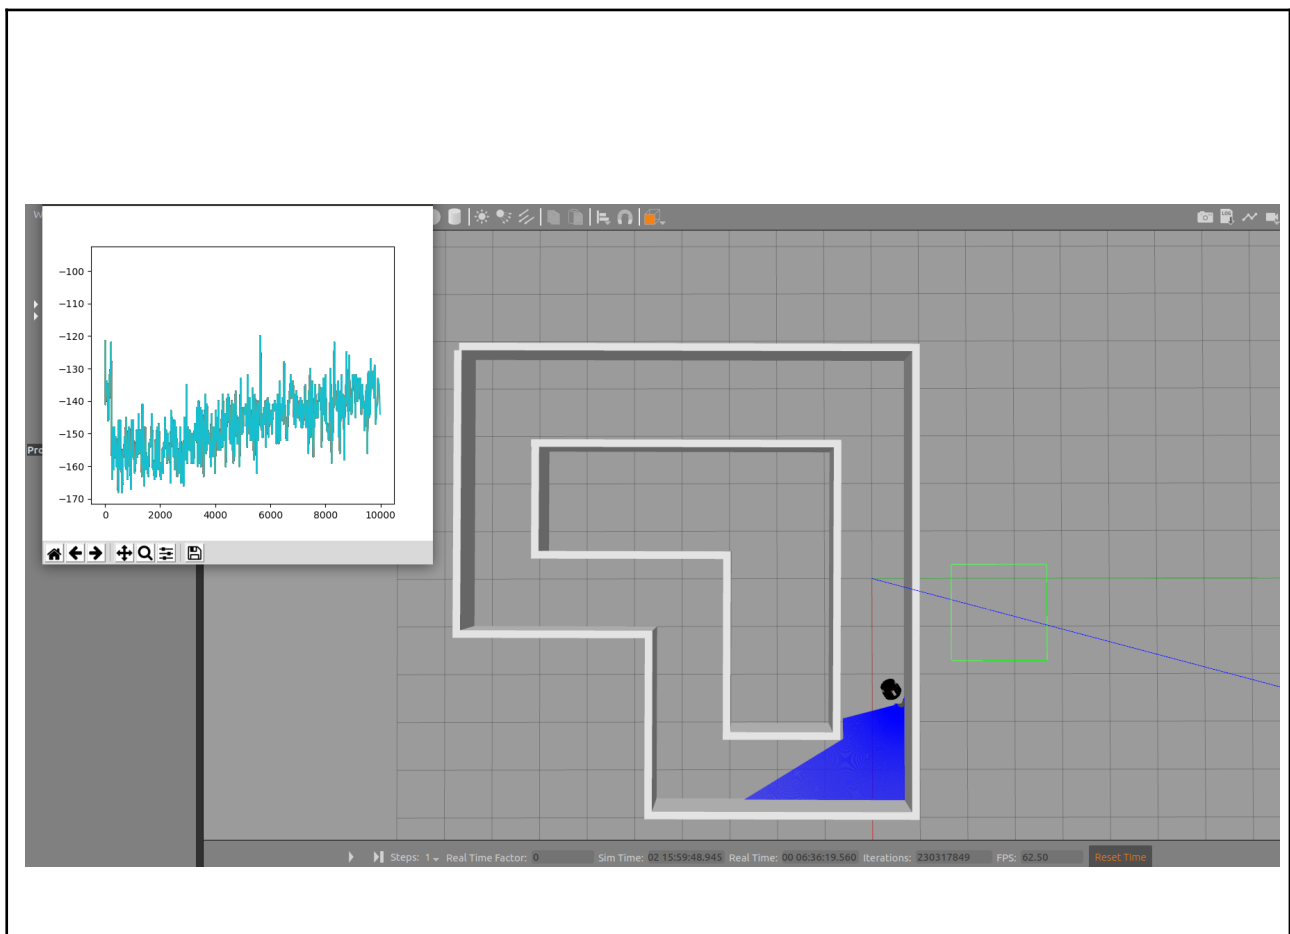 W
−100
−110
−120
−130
−140
−150
−160
−170
0 2000 4000 6000 8000 10000
Pro
Steps: 1 Real Time Factor: 0 Sim Time: 02 15:59:48.945 Real Time: 00 06:36:19.560 Iterations: 230317849 FPS: 62.50 Reset Time
LOG